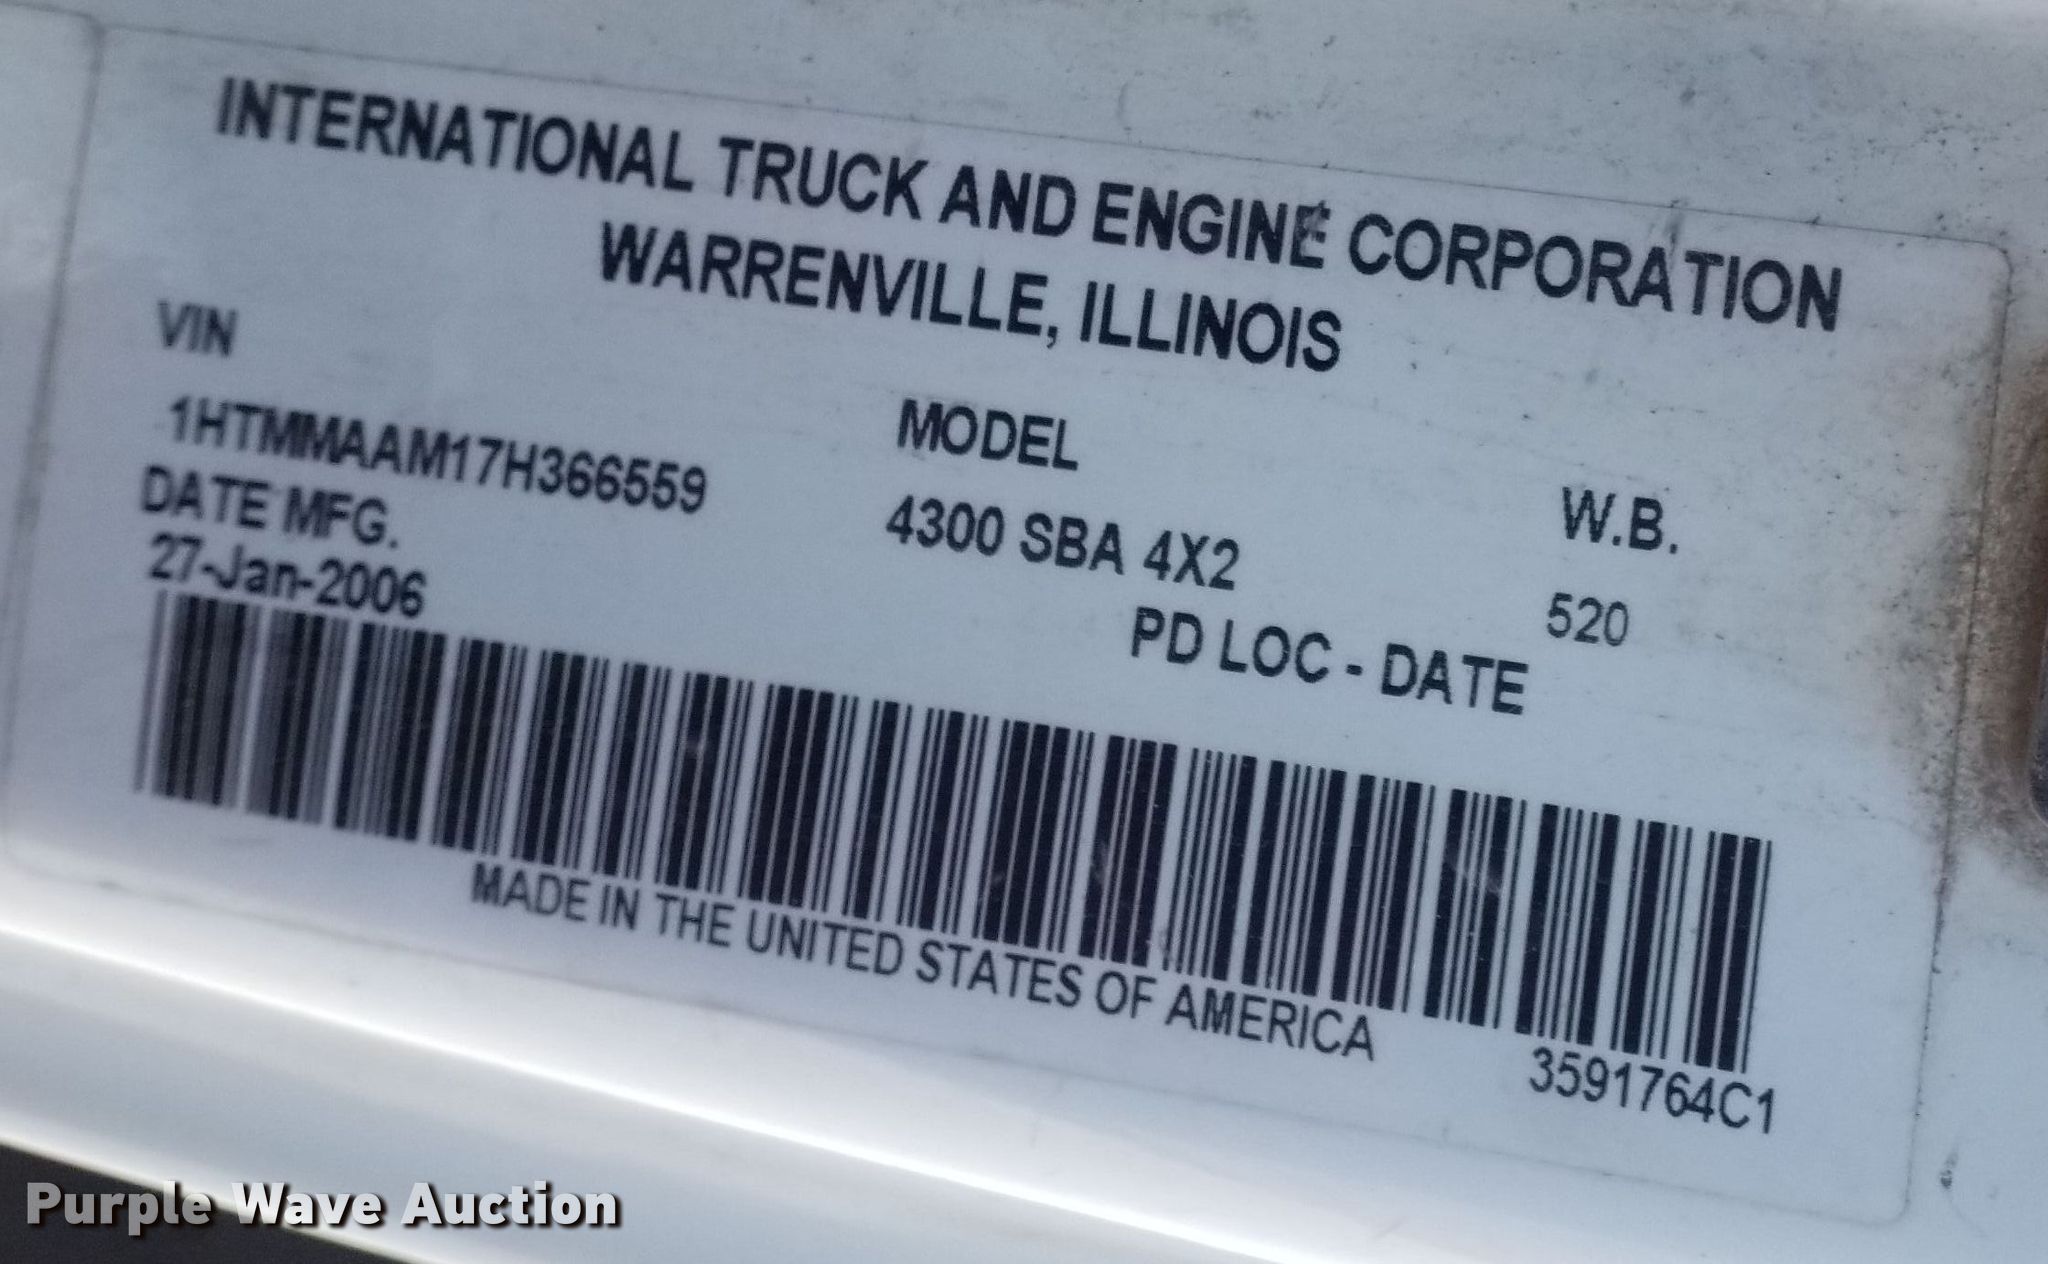 INTERNATIONAL TRUCK AND ENGINE CORPORATION
WARRENVILLE, ILLINOIS
VIN MODEL W.B.
1HTMMAAM17H366559 4300 SBA 4X2 520
DATE MFG. PD LOC - DATE
27-Jan-2006
MADE IN THE UNITED STATES OF AMERICA
3591764C1
Purple Wave Auction